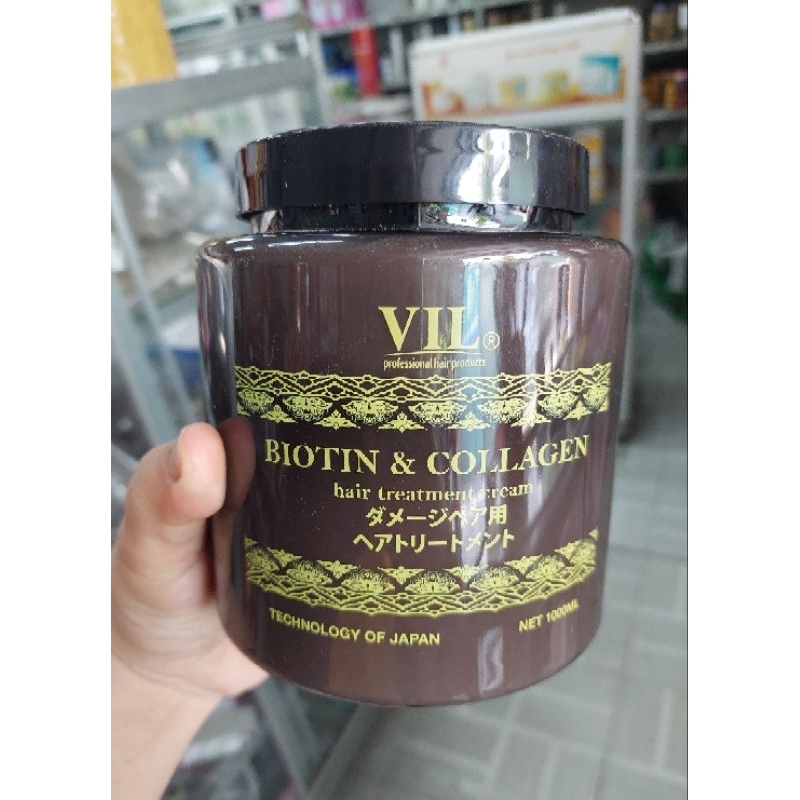 VIL®
professional hair products
BIOTIN & COLLAGEN
hair treatment cream
ダメージヘア用
ヘアトリートメント
TECHNOLOGY OF JAPAN
NET 1000ML